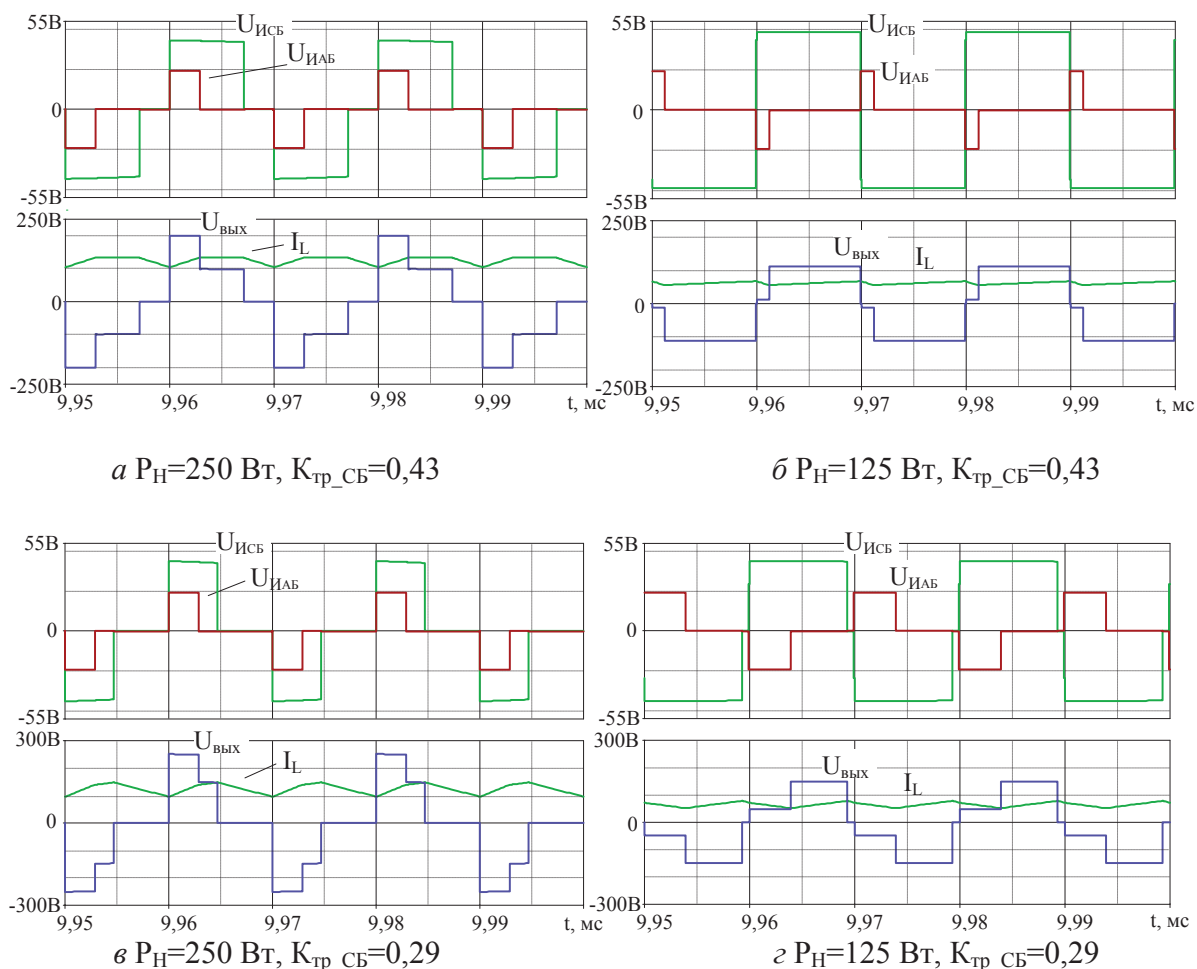 55В
U_ИСБ
U_ИАБ
0
-55В
250В
U_вых
I_L
0
-250В
9,95 9,96 9,97 9,98 9,99 t, мс
а P_Н=250 Вт, К_тр_СБ=0,43
55В
U_ИСБ
U_ИАБ
0
-55В
250В
U_вых
I_L
0
-250В
9,95 9,96 9,97 9,98 9,99 t, мс
б P_Н=125 Вт, К_тр_СБ=0,43
55В
U_ИСБ
U_ИАБ
0
-55В
300В
U_вых
I_L
0
-300В
9,95 9,96 9,97 9,98 9,99 t, мс
в P_Н=250 Вт, К_тр_СБ=0,29
55В
U_ИСБ
U_ИАБ
0
-55В
300В
U_вых
I_L
0
-300В
9,95 9,96 9,97 9,98 9,99 t, мс
г P_Н=125 Вт, К_тр_СБ=0,29